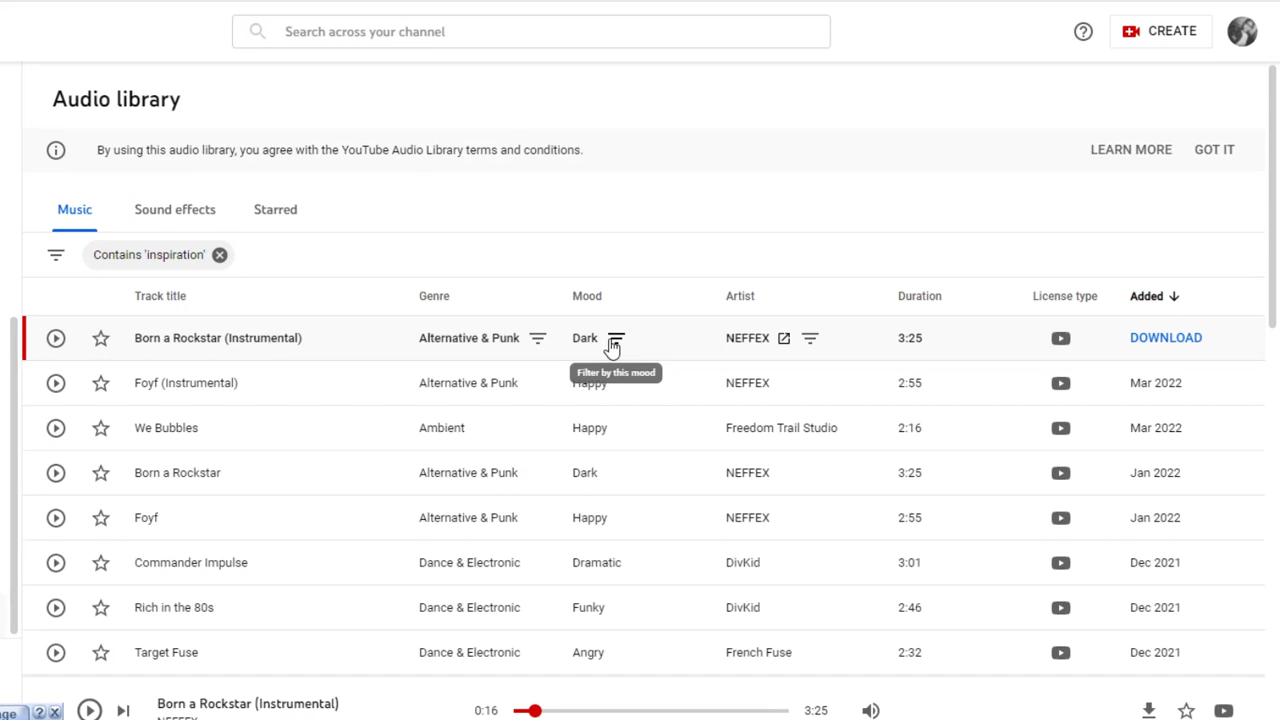 Search across your channel
CREATE
Audio library
By using this audio library, you agree with the YouTube Audio Library terms and conditions.
LEARN MORE
GOT IT
Music
Sound effects
Starred
Contains 'inspiration'
Track title Genre Mood Artist Duration License type Added
Born a Rockstar (Instrumental) Alternative & Punk Dark NEFFEX 3:25 DOWNLOAD
Filter by this mood
Foyf (Instrumental) Alternative & Punk Happy NEFFEX 2:55 Mar 2022
We Bubbles Ambient Happy Freedom Trail Studio 2:16 Mar 2022
Born a Rockstar Alternative & Punk Dark NEFFEX 3:25 Jan 2022
Foyf Alternative & Punk Happy NEFFEX 2:55 Jan 2022
Commander Impulse Dance & Electronic Dramatic DivKid 3:01 Dec 2021
Rich in the 80s Dance & Electronic Funky DivKid 2:46 Dec 2021
Target Fuse Dance & Electronic Angry French Fuse 2:32 Dec 2021
Born a Rockstar (Instrumental)
NEFFEX
0:16
3:25